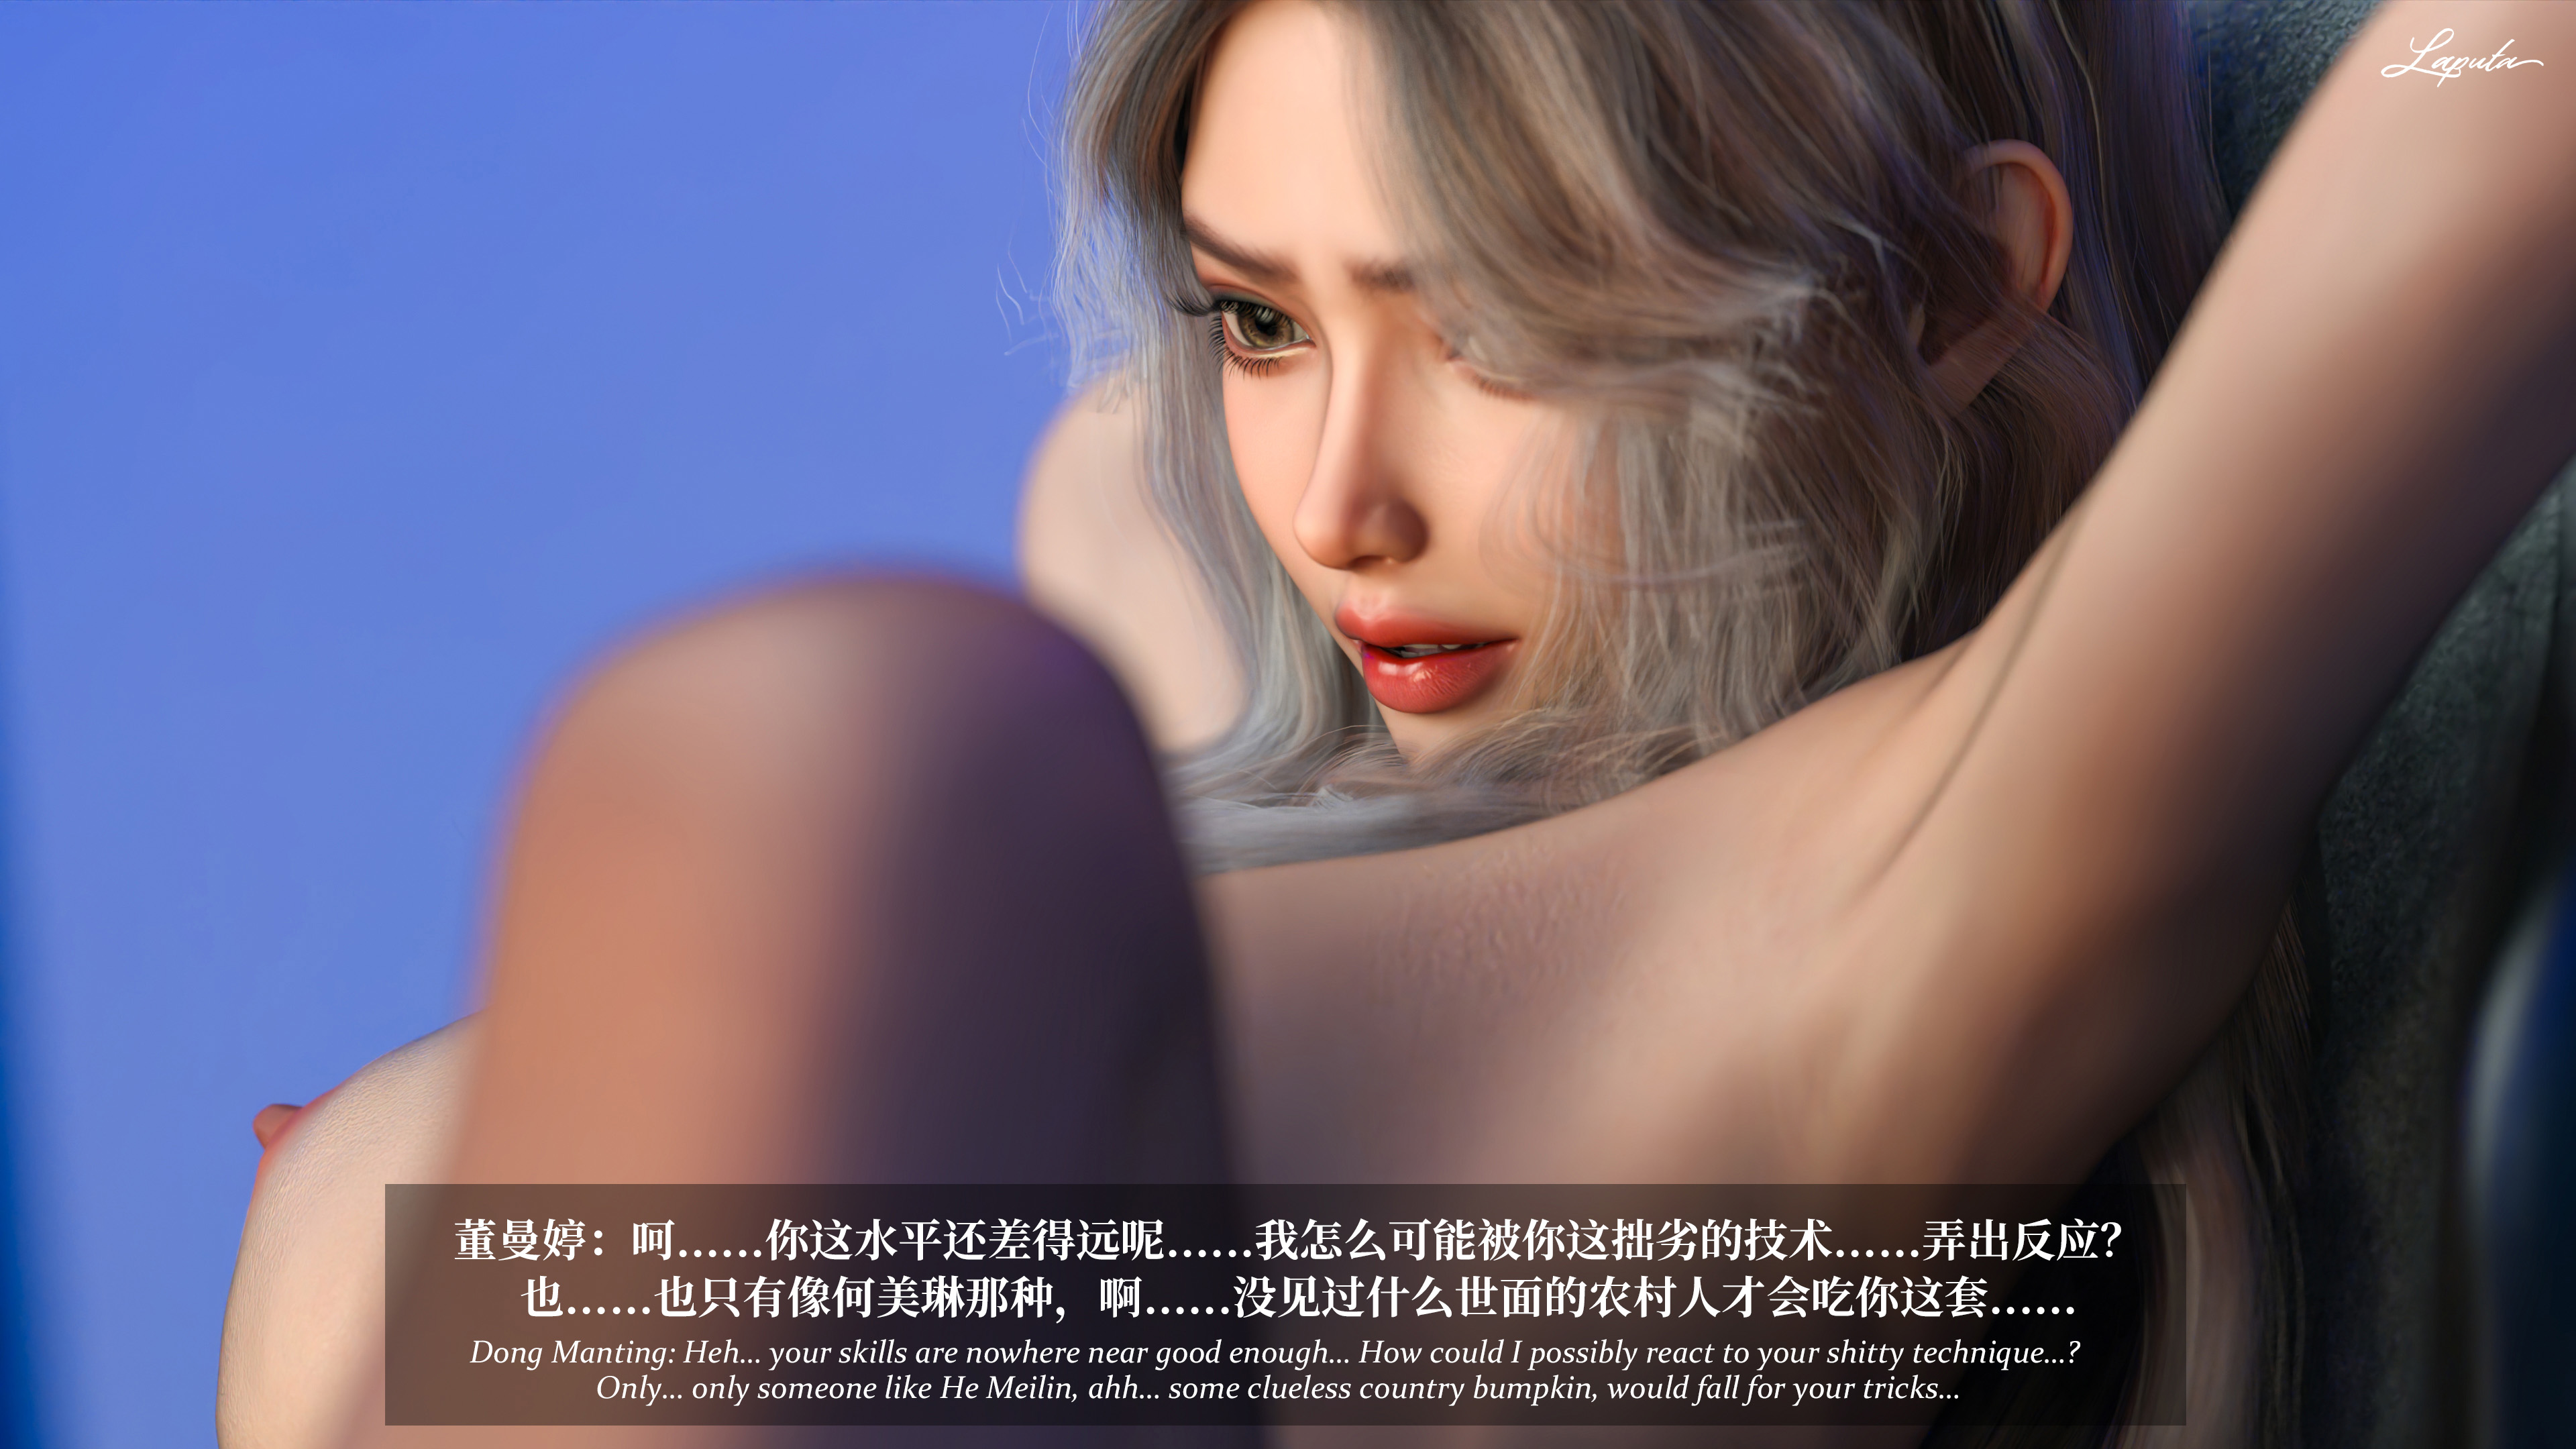 Laputa
董曼婷：呵……你这水平还差得远呢……我怎么可能被你这拙劣的技术……弄出反应？
也……也只有像何美琳那种，啊……没见过什么世面的农村人才会吃你这套……
Dong Manting: Heh... your skills are nowhere near good enough... How could I possibly react to your shitty technique...?
Only... only someone like He Meilin, ahh... some clueless country bumpkin, would fall for your tricks...